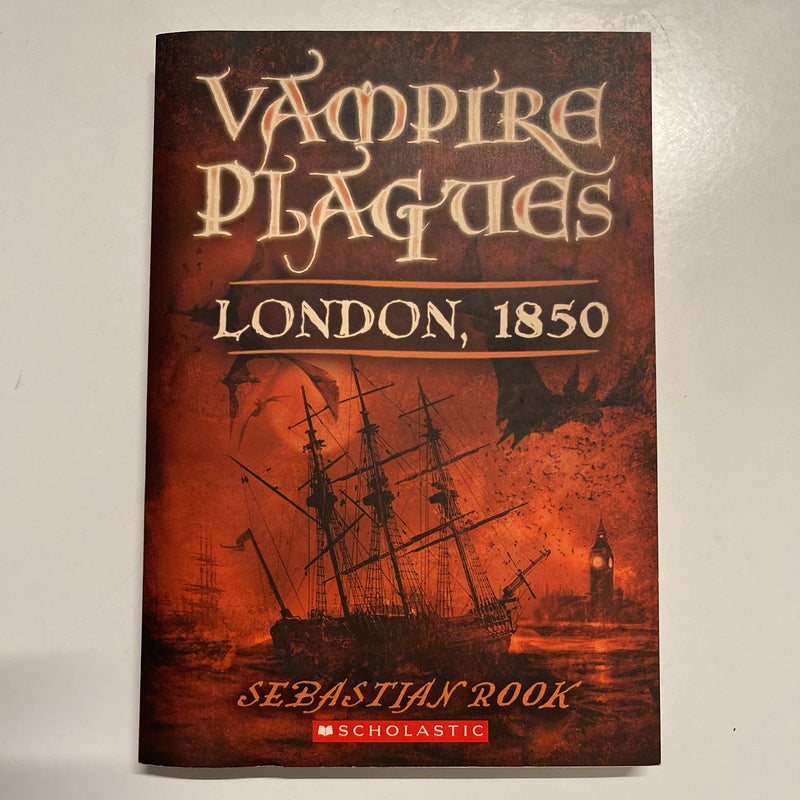 VAMPIRE
PLAGUES
LONDON, 1850
SEBASTIAN ROOK
SCHOLASTIC